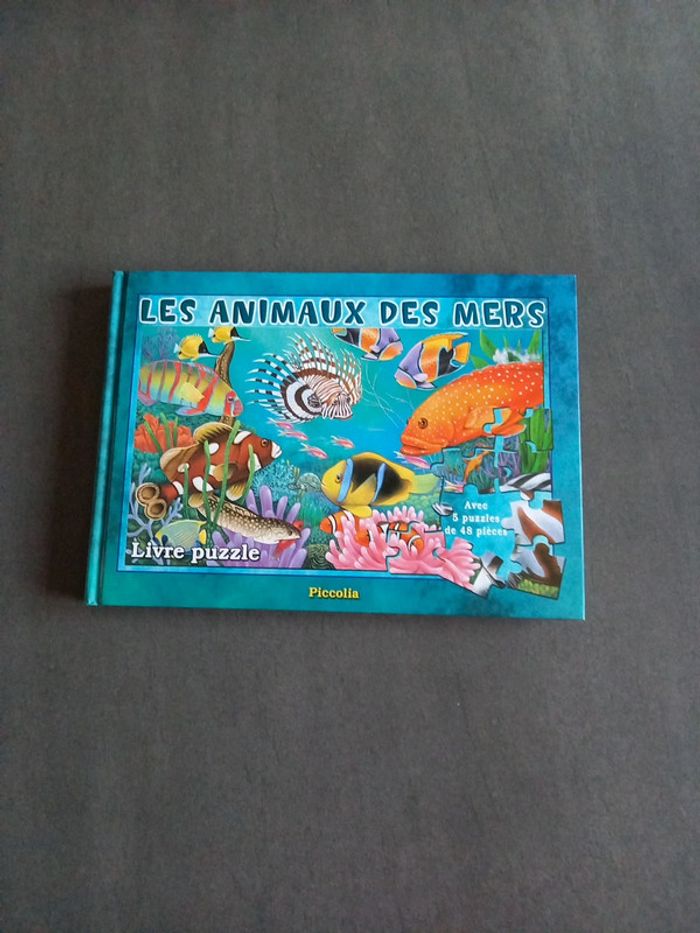 LES ANIMAUX DES MERS
Avec
5 puzzles
de 48 pièces
Livre puzzle
Piccolia